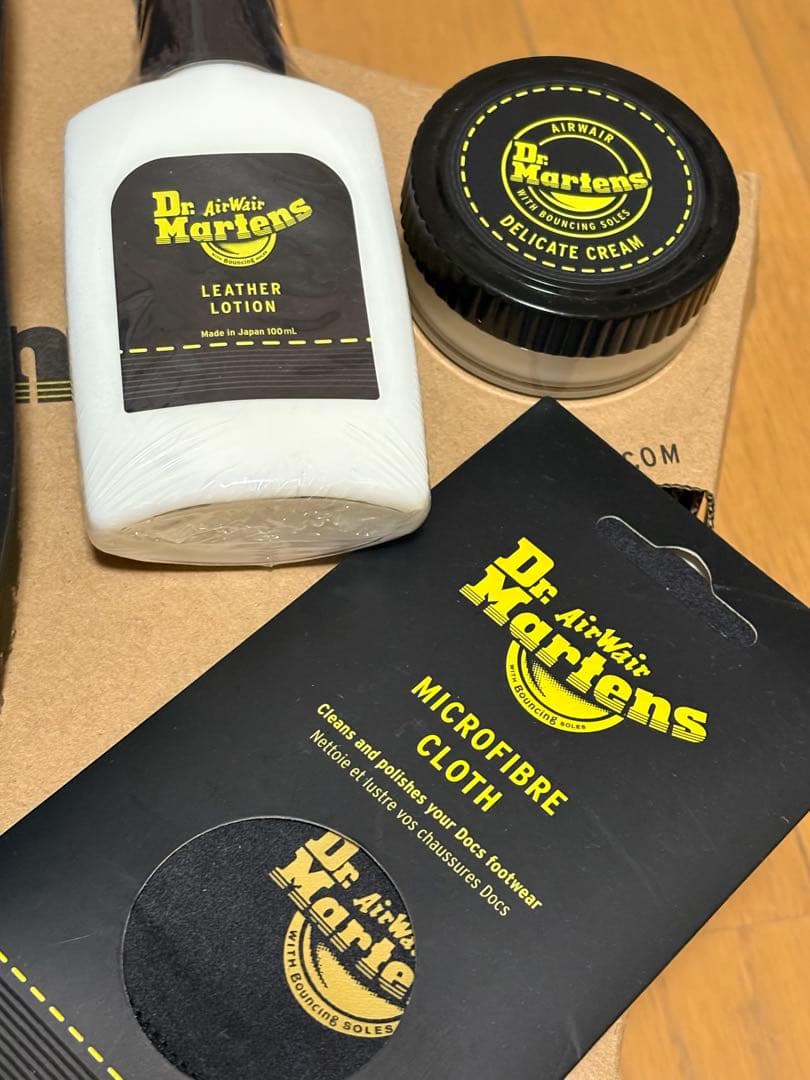 Dr. AirWair
Martens
with Bouncing SOLES
LEATHER
LOTION
Made in Japan 100mL
AIRWAIR
Dr.
Martens
WITH BOUNCING SOLES
DELICATE CREAM
n
.COM
Dr. AirWair
Martens
WITH Bouncing SOLES
MICROFIBRE
CLOTH
Cleans and polishes your Docs footwear
Nettoie et lustre vos chaussures Docs
Dr. AirWa
Marte
WITH Bouncing SOLES